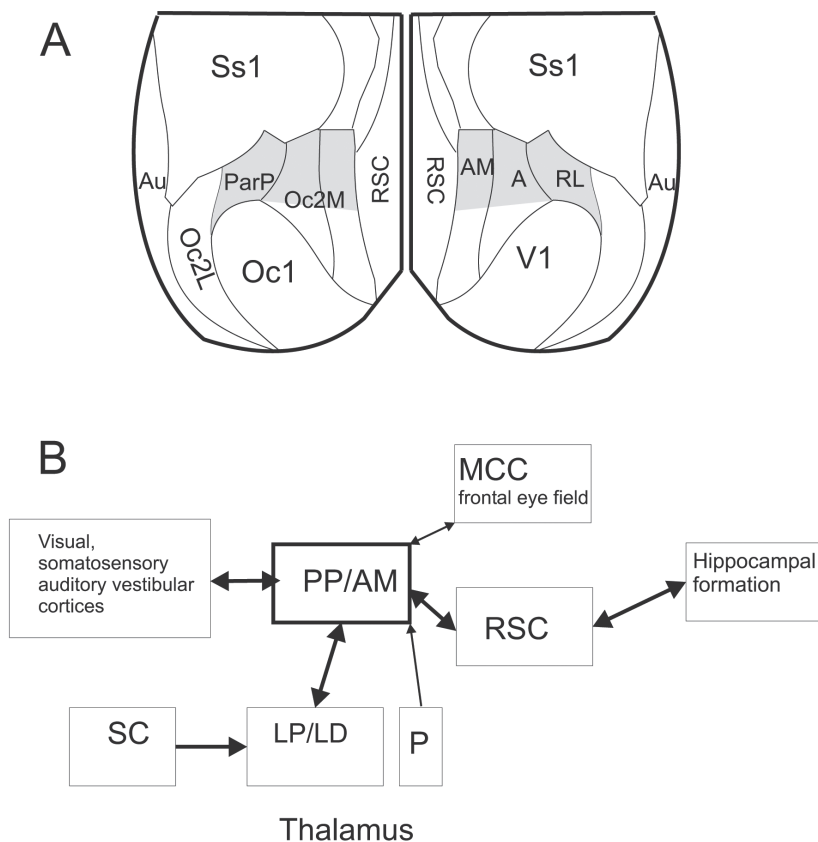 A
Ss1
Ss1
Au
ParP
Oc2M
RSC
RSC
AM
A
RL
Au
Oc2L
Oc1
V1
B
MCC
frontal eye field
Visual,
somatosensory
auditory vestibular
cortices
PP/AM
Hippocampal
formation
RSC
SC
LP/LD
P
Thalamus